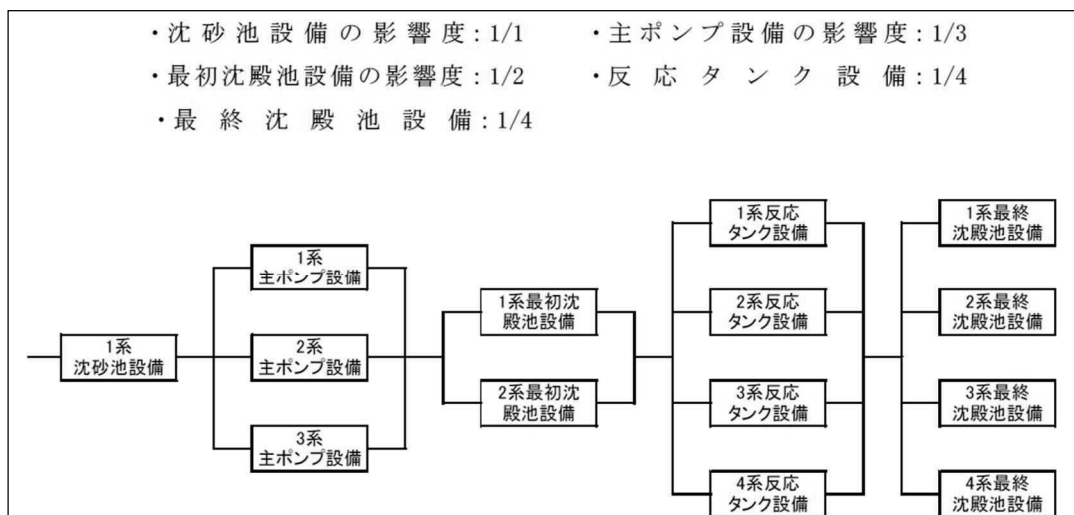 ・沈砂池設備の影響度:1/1 ・主ポンプ設備の影響度:1/3
・最初沈殿池設備の影響度:1/2 ・反応タンク設備:1/4
・最終沈殿池設備:1/4
1系
沈砂池設備
1系
主ポンプ設備
2系
主ポンプ設備
3系
主ポンプ設備
1系最初沈
殿池設備
2系最初沈
殿池設備
1系反応
タンク設備
2系反応
タンク設備
3系反応
タンク設備
4系反応
タンク設備
1系最終
沈殿池設備
2系最終
沈殿池設備
3系最終
沈殿池設備
4系最終
沈殿池設備